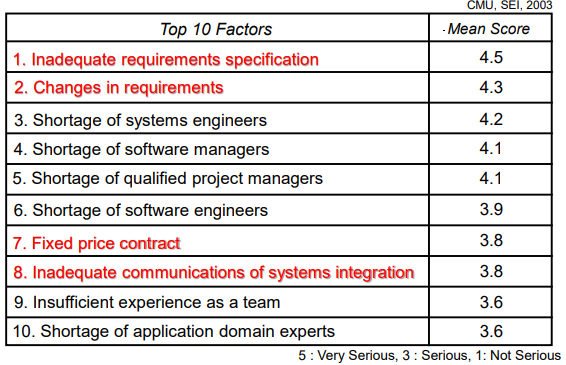 CMU, SEI, 2003
Top 10 Factors - Mean Score
1. Inadequate requirements specification 4.5
2. Changes in requirements 4.3
3. Shortage of systems engineers 4.2
4. Shortage of software managers 4.1
5. Shortage of qualified project managers 4.1
6. Shortage of software engineers 3.9
7. Fixed price contract 3.8
8. Inadequate communications of systems integration 3.8
9. Insufficient experience as a team 3.6
10. Shortage of application domain experts 3.6
5 : Very Serious, 3 : Serious, 1: Not Serious